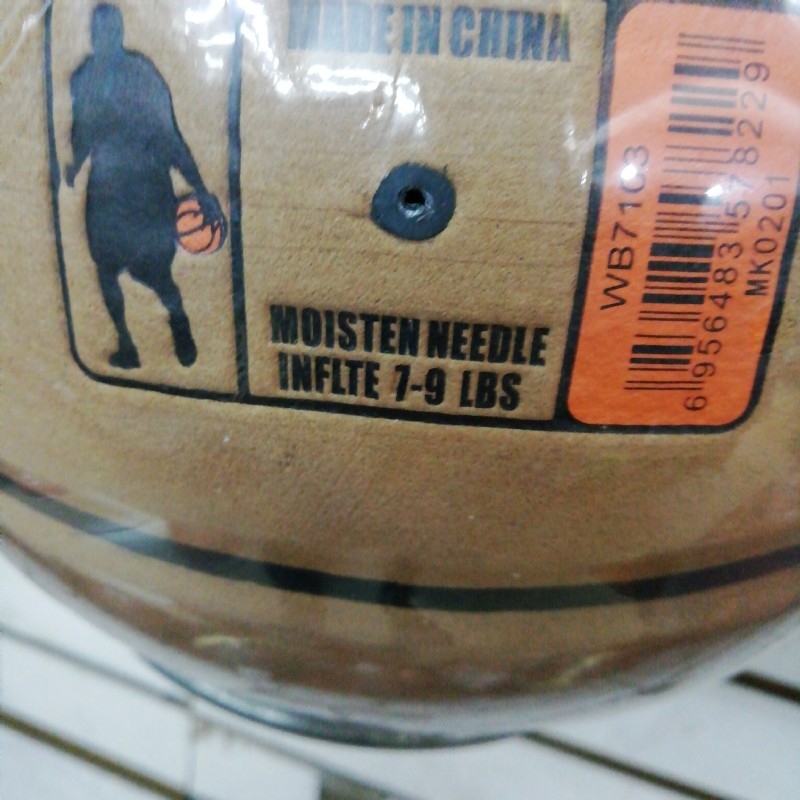 MADE IN CHINA
MOISTEN NEEDLE
INFLTE 7-9 LBS
WB7103
6 956483 578229
MK0201